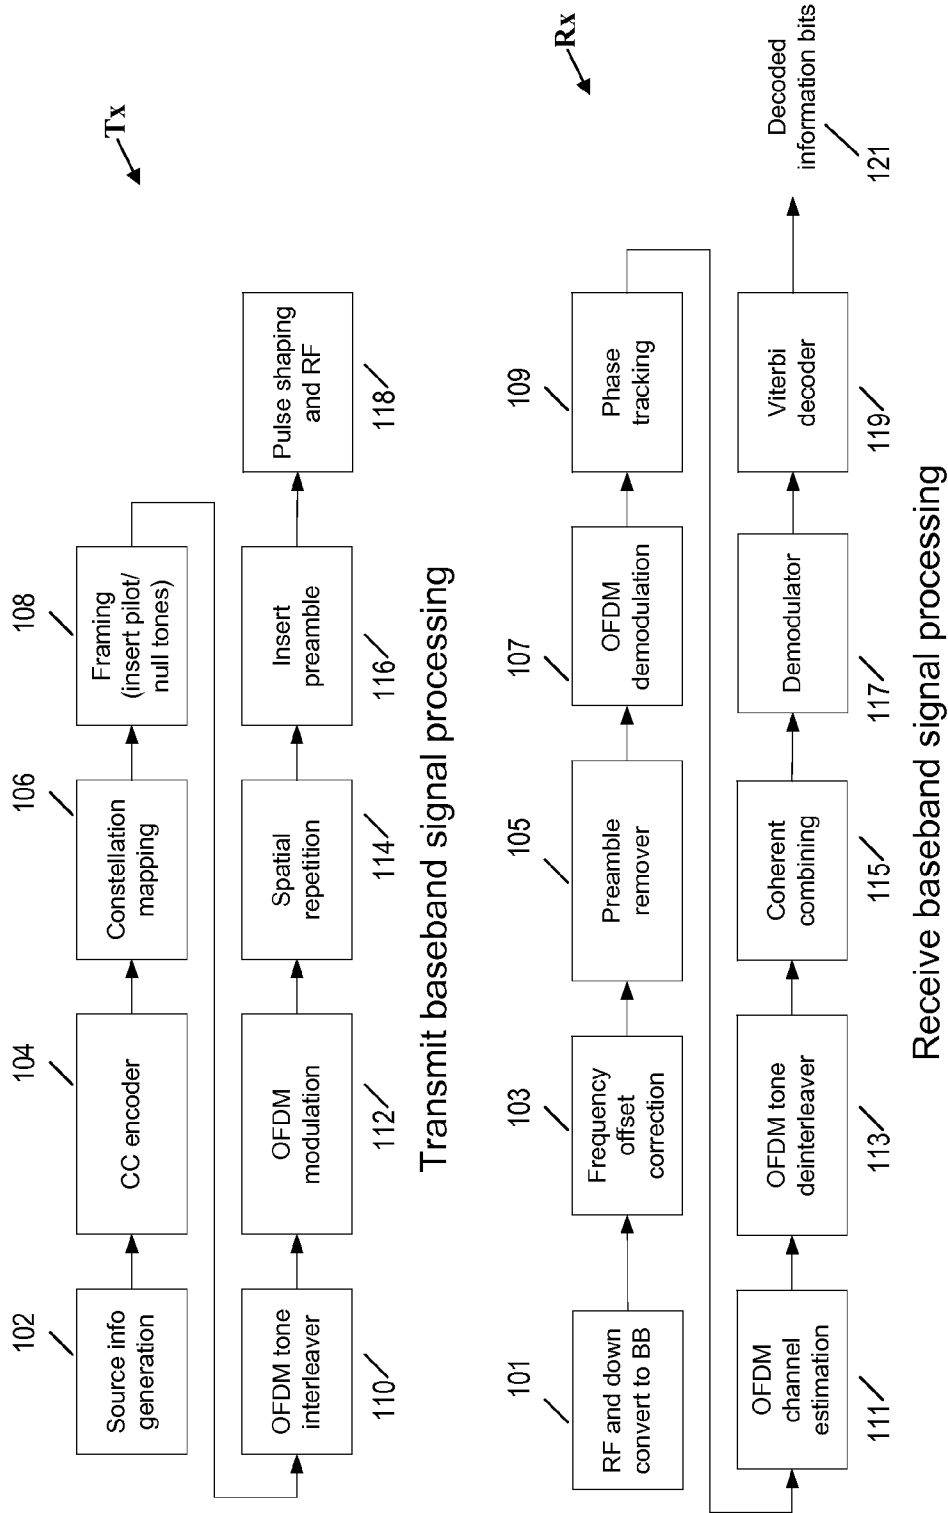 Tx
102
Source info
generation
104
CC encoder
106
Constellation
mapping
108
Framing
(insert pilot/
null tones)
OFDM tone
interleaver
110
OFDM
modulation
112
Spatial
repetition
114
Insert
preamble
116
Pulse shaping
and RF
118
Transmit baseband signal processing
Rx
101
RF and down
convert to BB
103
Frequency
offset
correction
105
Preamble
remover
107
OFDM
demodulation
109
Phase
tracking
OFDM
channel
estimation
111
OFDM tone
deinterleaver
113
Coherent
combining
115
Demodulator
117
Viterbi
decoder
119
Decoded
information bits
121
Receive baseband signal processing